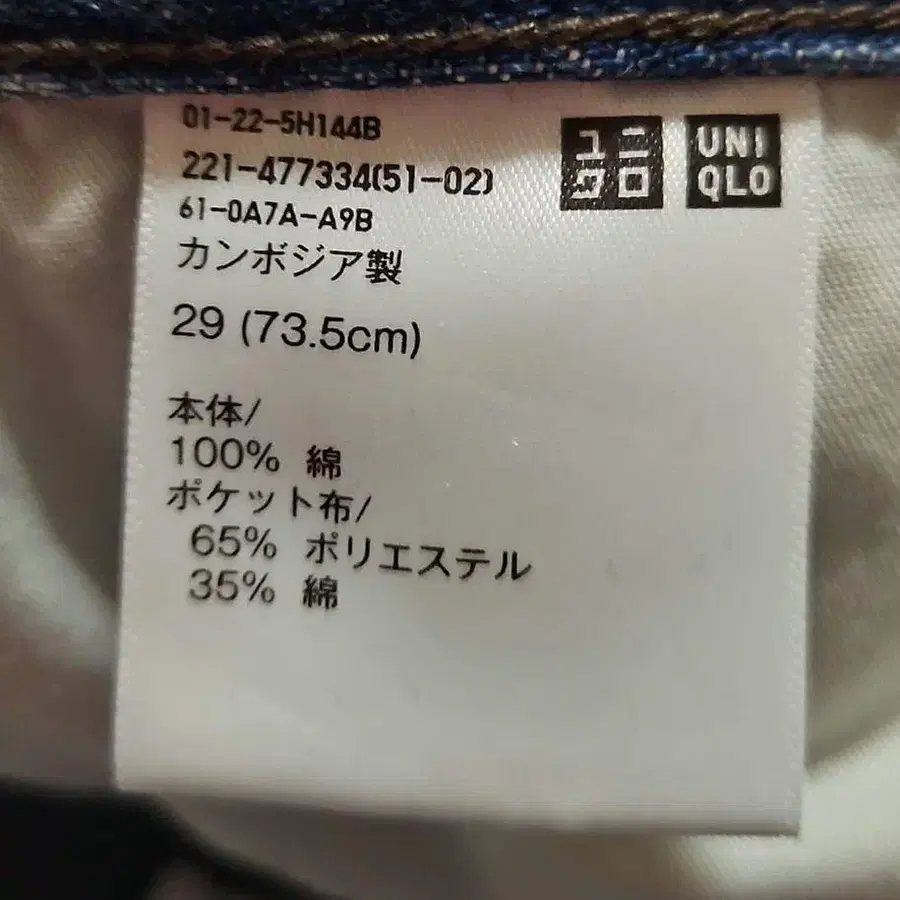 01-22-5H144B
221-477334(51-02)
61-0A7A-A9B
カンボジア製
29 (73.5cm)
本体/
100% 綿
ポケット布/
65% ポリエステル
35% 綿
ユニ
クロ
UNI
QLO